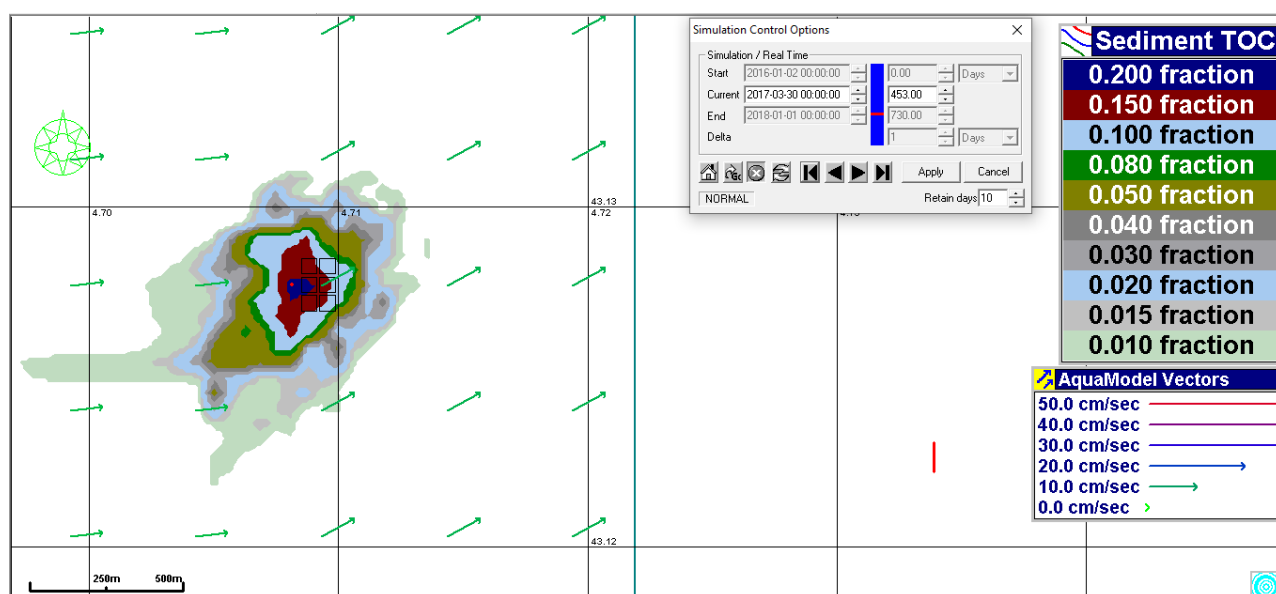 Simulation Control Options
Simulation / Real Time
Start 2016-01-02 00:00:00 0.00 Days
Current 2017-03-30 00:00:00 453.00
End 2018-01-01 00:00:00 730.00
Delta 1 Days
Apply Cancel
NORMAL Retain days 10
Sediment TOC
0.200 fraction
0.150 fraction
0.100 fraction
0.080 fraction
0.050 fraction
0.040 fraction
0.030 fraction
0.020 fraction
0.015 fraction
0.010 fraction
43.13
4.70 4.71 4.72
AquaModel Vectors
50.0 cm/sec
40.0 cm/sec
30.0 cm/sec
20.0 cm/sec
10.0 cm/sec
0.0 cm/sec
43.12
250m 500m